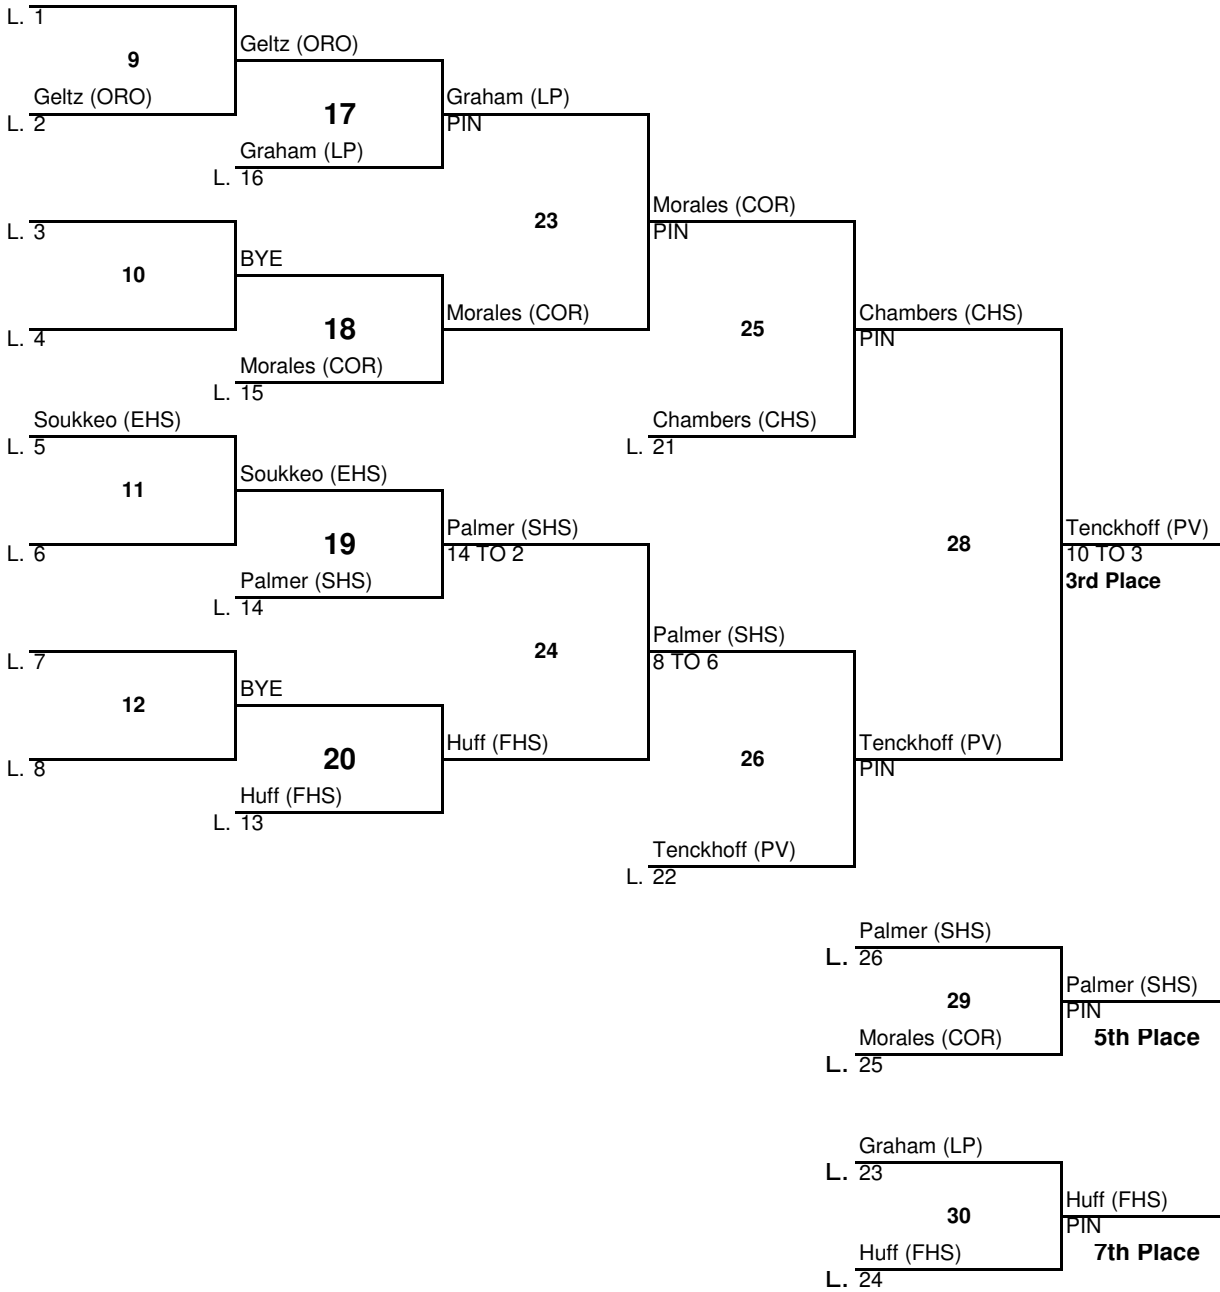 L. 1
Geltz (ORO)
9
Geltz (ORO)
Graham (LP)
L. 2
17
PIN
Graham (LP)
L. 16
Morales (COR)
L. 3
23
PIN
BYE
10
Morales (COR)
Chambers (CHS)
L. 4
18
25
PIN
Morales (COR)
L. 15
Soukkeo (EHS)
Chambers (CHS)
L. 5
L. 21
Soukkeo (EHS)
11
Palmer (SHS)
Tenckhoff (PV)
L. 6
19
14 TO 2
28
10 TO 3
Palmer (SHS)
3rd Place
L. 14
Palmer (SHS)
L. 7
24
8 TO 6
BYE
12
Huff (FHS)
Tenckhoff (PV)
L. 8
20
26
PIN
Huff (FHS)
L. 13
Tenckhoff (PV)
L. 22
Palmer (SHS)
L. 26
Palmer (SHS)
29
PIN
Morales (COR)
5th Place
L. 25
Graham (LP)
L. 23
Huff (FHS)
30
PIN
Huff (FHS)
7th Place
L. 24